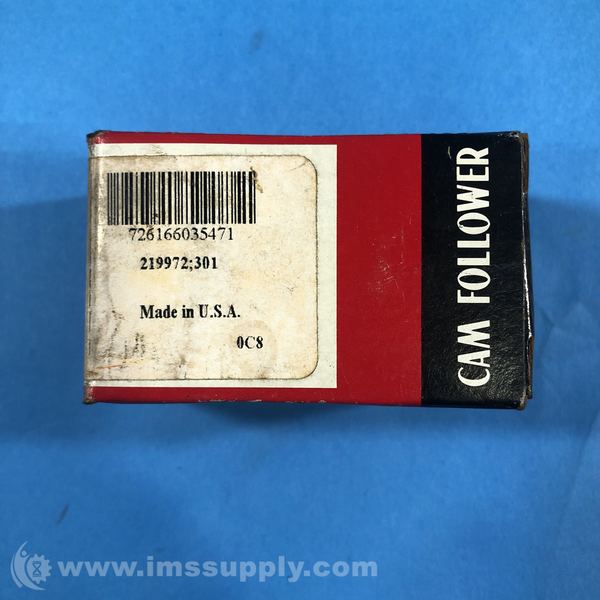 726166035471
219972;301
Made in U.S.A.
0C8
CAM FOLLOWER
www.imssupply.com